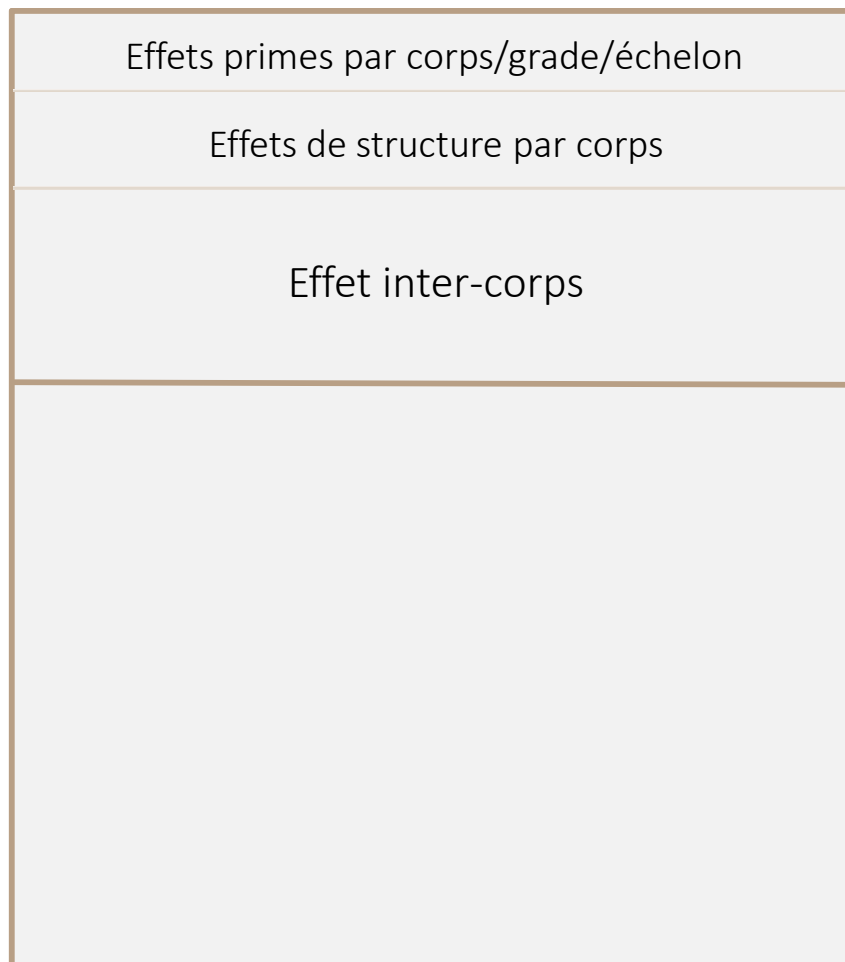 Effets primes par corps/grade/échelon
Effets de structure par corps
Effet inter-corps